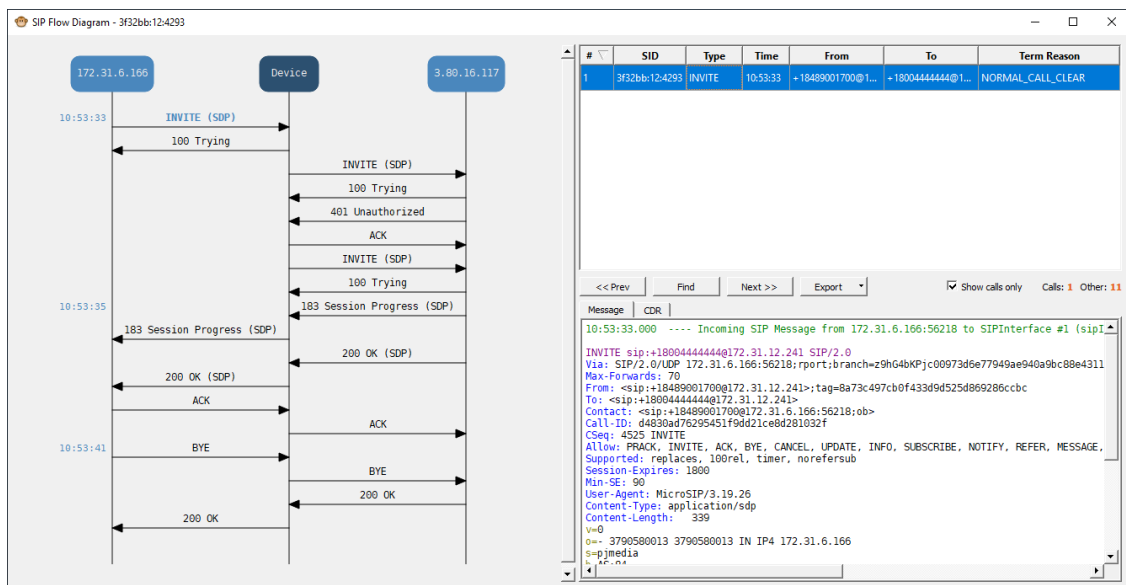 SIP Flow Diagram - 3f32bb:12:4293
172.31.6.166 Device 3.80.16.117
10:53:33 INVITE (SDP)
100 Trying
INVITE (SDP)
100 Trying
401 Unauthorized
ACK
INVITE (SDP)
100 Trying
10:53:35 183 Session Progress (SDP)
183 Session Progress (SDP)
200 OK (SDP)
200 OK (SDP)
ACK
ACK
10:53:41 BYE
BYE
200 OK
200 OK
# SID Type Time From To Term Reason
1 3f32bb:12:4293 INVITE 10:53:33 +18489001700@1... +18004444444@1... NORMAL_CALL_CLEAR
<< Prev Find Next >> Export Show calls only Calls: 1 Other: 11
Message CDR
10:53:33.000 ---- Incoming SIP Message from 172.31.6.166:56218 to SIPInterface #1 (sipI
INVITE sip:+18004444444@172.31.12.241 SIP/2.0
Via: SIP/2.0/UDP 172.31.6.166:56218;rport;branch=z9hG4bKPjc00973d6e77949ae940a9bc88e4311
Max-Forwards: 70
From: <sip:+18489001700@172.31.12.241>;tag=8a73c497cb0f433d9d525d869286ccbc
To: <sip:+18004444444@172.31.12.241>
Contact: <sip:+18489001700@172.31.6.166:56218;ob>
Call-ID: d4830ad76295451f9dd21ce8d281032f
CSeq: 4525 INVITE
Allow: PRACK, INVITE, ACK, BYE, CANCEL, UPDATE, INFO, SUBSCRIBE, NOTIFY, REFER, MESSAGE,
Supported: replaces, 100rel, timer, norefersub
Session-Expires: 1800
Min-SE: 90
User-Agent: MicroSIP/3.19.26
Content-Type: application/sdp
Content-Length: 339
v=0
o=- 3790580013 3790580013 IN IP4 172.31.6.166
s=pjmedia
b=AS:84